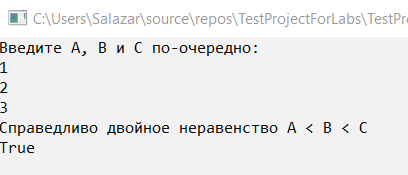 C:\Users\Salazar\source\repos\TestProjectForLabs\TestPro
Введите A, B и C по-очередно:
1
2
3
Справедливо двойное неравенство A < B < C
True